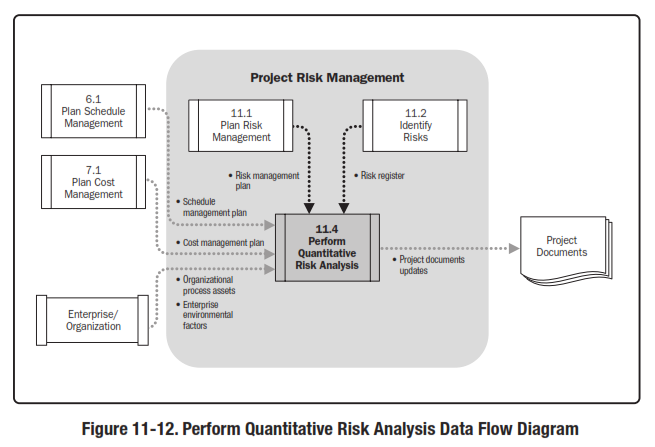 Project Risk Management
6.1
Plan Schedule
Management
11.1
Plan Risk
Management
11.2
Identify
Risks
7.1
Plan Cost
Management
• Risk management
plan
• Risk register
• Schedule
management plan
11.4
Perform
Quantitative
Risk Analysis
• Cost management plan
Project
Documents
• Project documents
updates
• Organizational
process assets
• Enterprise
environmental
factors
Enterprise/
Organization
Figure 11-12. Perform Quantitative Risk Analysis Data Flow Diagram